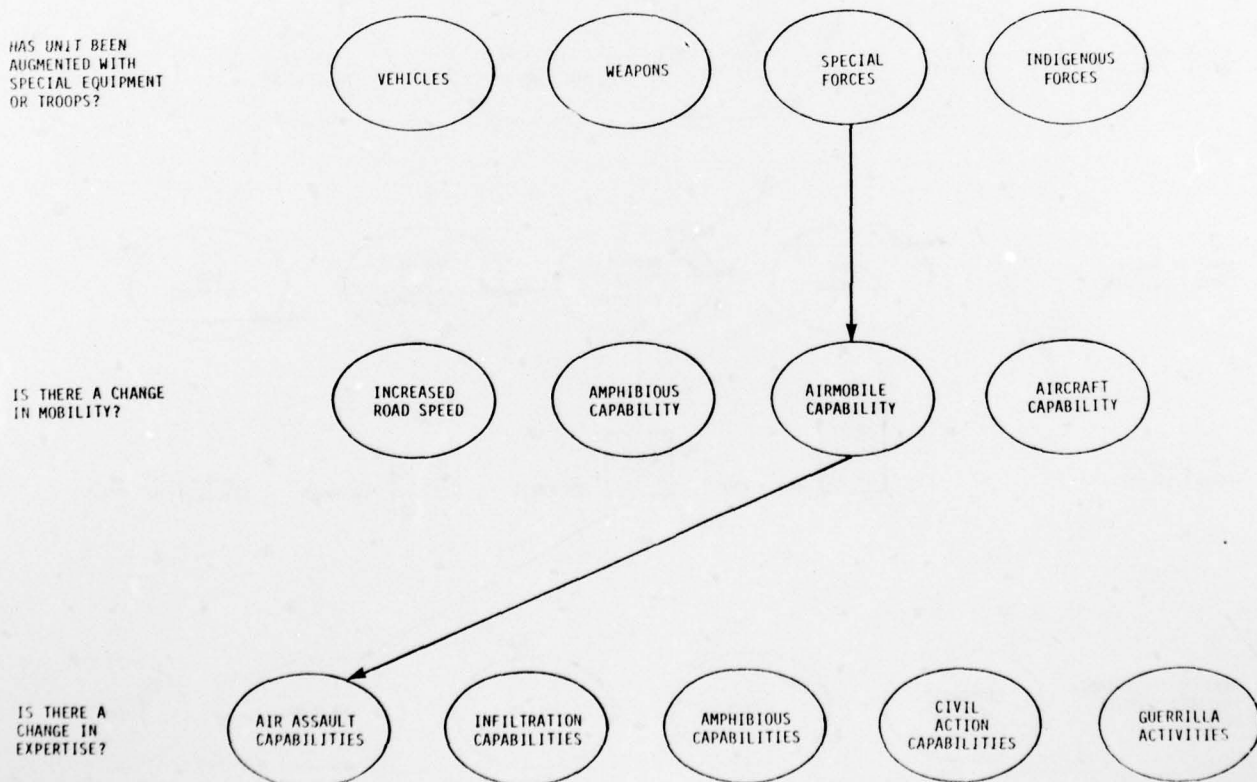 HAS UNIT BEEN
AUGMENTED WITH
SPECIAL EQUIPMENT
OR TROOPS?
VEHICLES
WEAPONS
SPECIAL
FORCES
INDIGENOUS
FORCES
IS THERE A CHANGE
IN MOBILITY?
INCREASED
ROAD SPEED
AMPHIBIOUS
CAPABILITY
AIRMOBILE
CAPABILITY
AIRCRAFT
CAPABILITY
IS THERE A
CHANGE IN
EXPERTISE?
AIR ASSAULT
CAPABILITIES
INFILTRATION
CAPABILITIES
AMPHIBIOUS
CAPABILITIES
CIVIL
ACTION
CAPABILITIES
GUERRILLA
ACTIVITIES